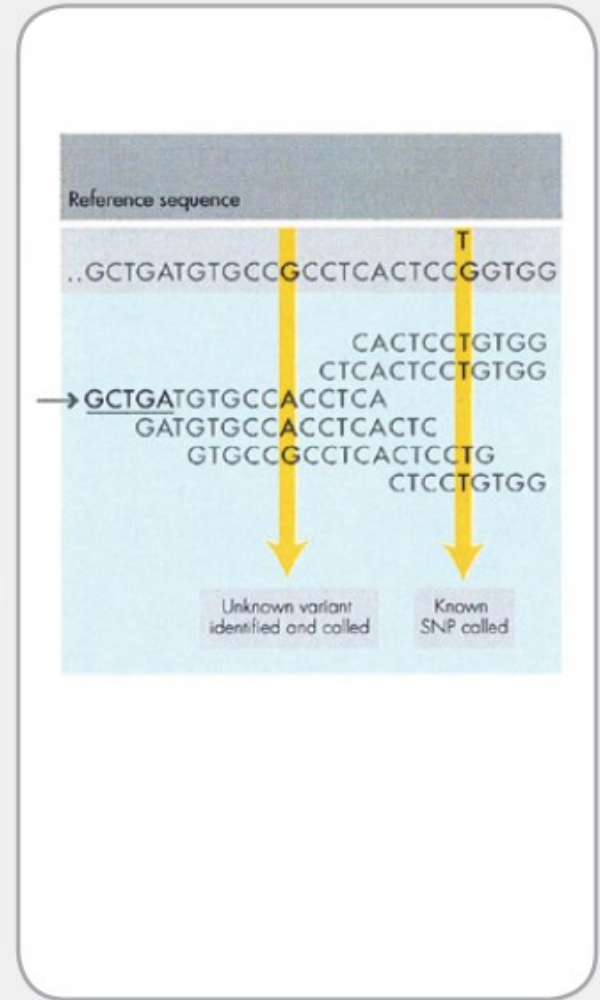 Reference sequence
T
..GCTGATGTGCCGCCTCACTCCGGTGG
CACTCCTGTGG
CTCACTCCTGTGG
GCTGATGTGCCACCTCA
GATGTGCCACCTCACTC
GTGCCGCCTCACTCCTG
CTCCTGTGG
Unknown variant
identified and called
Known
SNP called